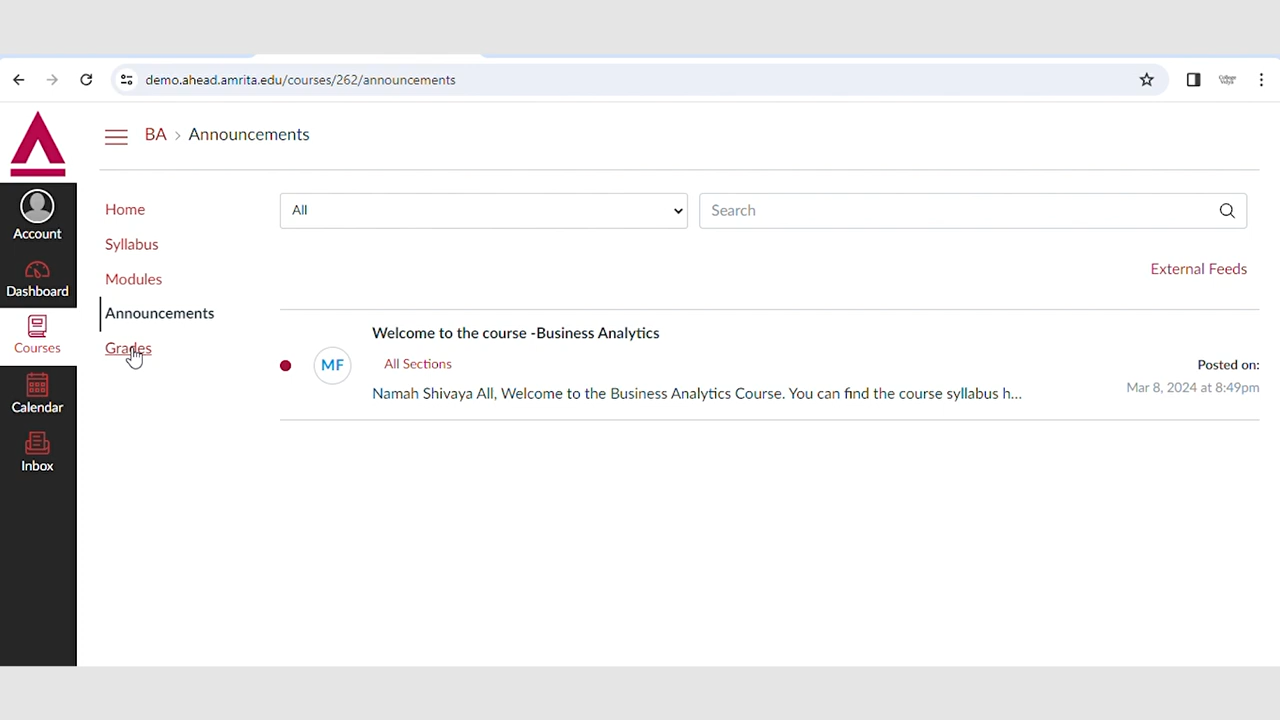 demo.ahead.amrita.edu/courses/262/announcements
BA > Announcements
Account
Dashboard
Courses
Calendar
Inbox
Home
Syllabus
Modules
Announcements
Grades
All
Search
External Feeds
Welcome to the course -Business Analytics
MF
All Sections
Namah Shivaya All, Welcome to the Business Analytics Course. You can find the course syllabus h...
Posted on:
Mar 8, 2024 at 8:49pm